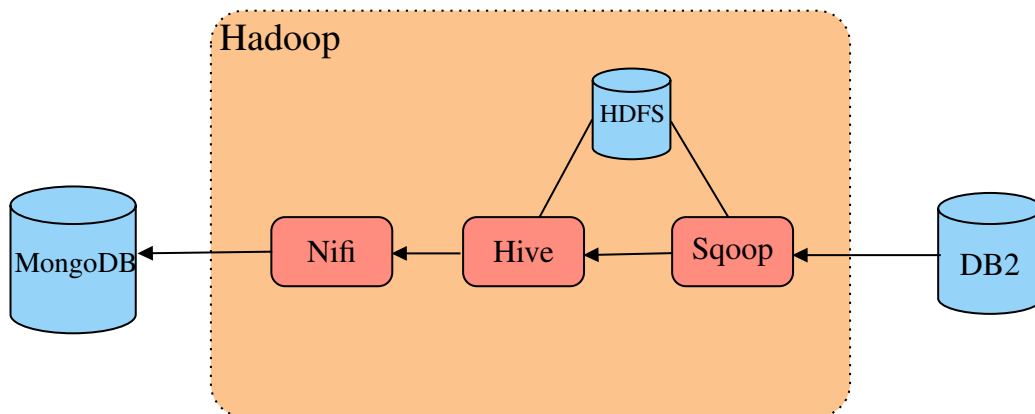 Hadoop
HDFS
MongoDB
Nifi
Hive
Sqoop
DB2